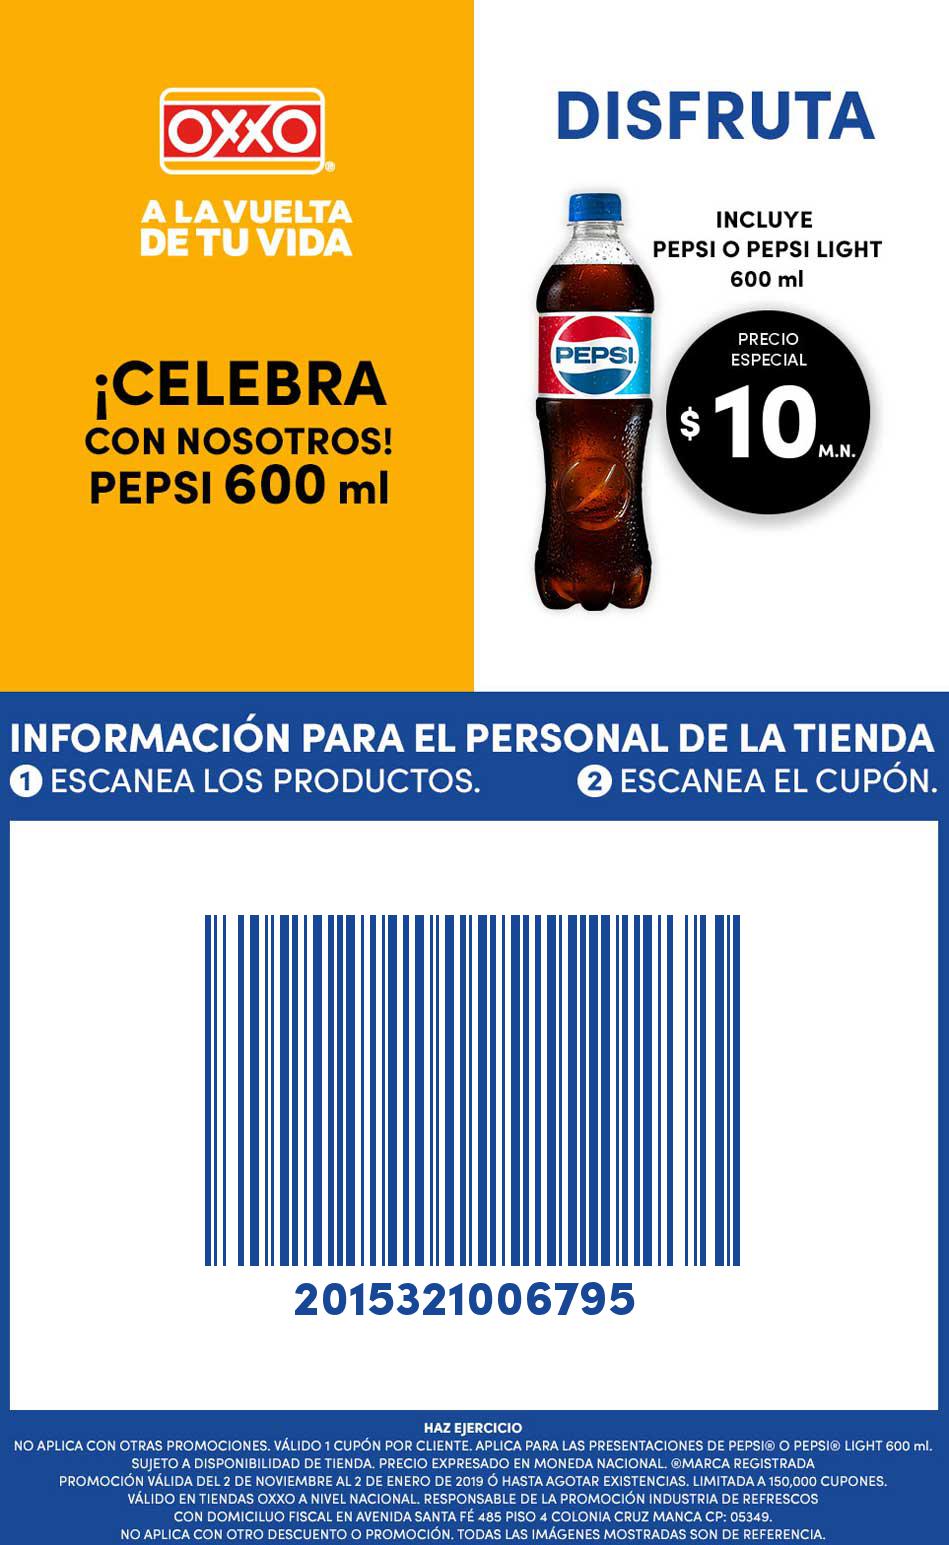 OXXO®
A LA VUELTA
DE TU VIDA
¡CELEBRA
CON NOSOTROS!
PEPSI 600 ml
DISFRUTA
INCLUYE
PEPSI O PEPSI LIGHT
600 ml
PEPSI
PRECIO
ESPECIAL
$10 M.N.
INFORMACIÓN PARA EL PERSONAL DE LA TIENDA
1 ESCANEA LOS PRODUCTOS. 2 ESCANEA EL CUPÓN.
2015321006795
HAZ EJERCICIO
NO APLICA CON OTRAS PROMOCIONES. VÁLIDO 1 CUPÓN POR CLIENTE. APLICA PARA LAS PRESENTACIONES DE PEPSI® O PEPSI® LIGHT 600 ml.
SUJETO A DISPONIBILIDAD DE TIENDA. PRECIO EXPRESADO EN MONEDA NACIONAL. ®MARCA REGISTRADA
PROMOCIÓN VÁLIDA DEL 2 DE NOVIEMBRE AL 2 DE ENERO DE 2019 Ó HASTA AGOTAR EXISTENCIAS. LIMITADA A 150,000 CUPONES.
VÁLIDO EN TIENDAS OXXO A NIVEL NACIONAL. RESPONSABLE DE LA PROMOCIÓN INDUSTRIA DE REFRESCOS
CON DOMICILUO FISCAL EN AVENIDA SANTA FÉ 485 PISO 4 COLONIA CRUZ MANCA CP: 05349.
NO APLICA CON OTRO DESCUENTO O PROMOCIÓN. TODAS LAS IMÁGENES MOSTRADAS SON DE REFERENCIA.